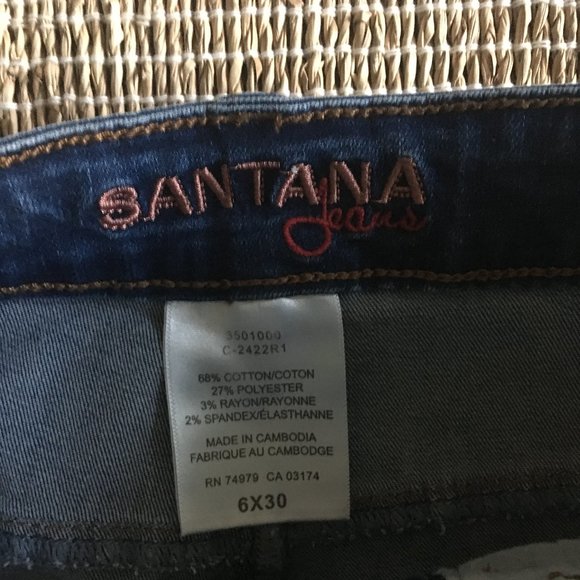 SANTANA
Jeans
3501000
C-2422R1
68% COTTON/COTON
27% POLYESTER
3% RAYON/RAYONNE
2% SPANDEX/ÉLASTHANNE
MADE IN CAMBODIA
FABRIQUE AU CAMBODGE
RN 74979 CA 03174
6X30